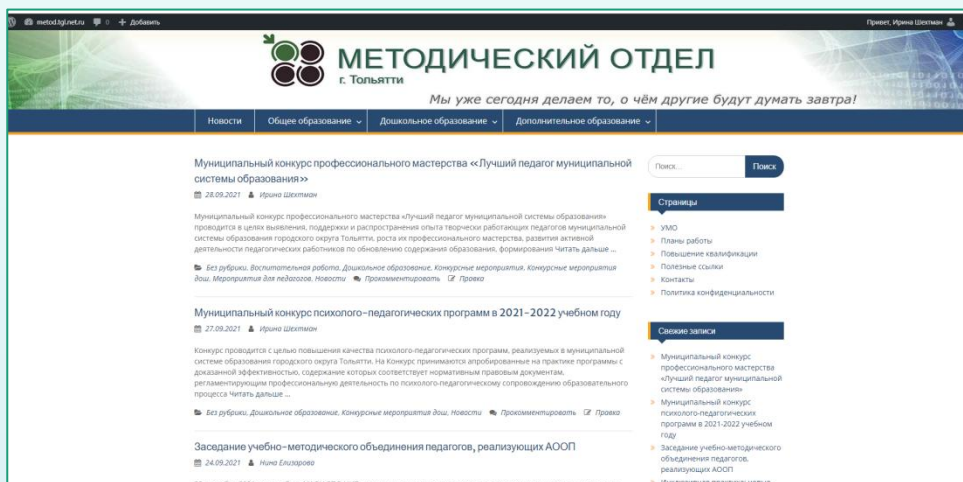 metod.tgl.net.ru 0 + Добавить
Привет, Ирина Шехтман
МЕТОДИЧЕСКИЙ ОТДЕЛ
г. Тольятти
Мы уже сегодня делаем то, о чём другие будут думать завтра!
Новости Общее образование Дошкольное образование Дополнительное образование
Муниципальный конкурс профессионального мастерства «Лучший педагог муниципальной
системы образования»
28.09.2021 Ирина Шехтман
Муниципальный конкурс профессионального мастерства «Лучший педагог муниципальной системы образования»
проводится в целях выявления, поддержки и распространения опыта творчески работающих педагогов муниципальной
системы образования городского округа Тольятти, роста их профессионального мастерства, развития активной
деятельности педагогических работников по обновлению содержания образования, формирования Читать дальше ...
Без рубрики, Воспитательная работа, Дошкольное образование, Конкурсные мероприятия, Конкурсные мероприятия
дош, Мероприятия для педагогов, Новости Прокомментировать Правка
Муниципальный конкурс психолого-педагогических программ в 2021-2022 учебном году
27.09.2021 Ирина Шехтман
Конкурс проводится с целью повышения качества психолого-педагогических программ, реализуемых в муниципальной
системе образования городского округа Тольятти. На Конкурс принимаются апробированные на практике программы с
доказанной эффективностью, содержание которых соответствует нормативным правовым документам,
регламентирующим профессиональную деятельность по психолого-педагогическому сопровождению образовательного
процесса Читать дальше ...
Без рубрики, Дошкольное образование, Конкурсные мероприятия дош, Новости Прокомментировать Правка
Заседание учебно-методического объединения педагогов, реализующих АООП
24.09.2021 Нина Елизарова
Поиск... Поиск
Страницы
УМО
Планы работы
Повышение квалификации
Полезные ссылки
Контакты
Политика конфиденциальности
Свежие записи
Муниципальный конкурс
профессионального мастерства
«Лучший педагог муниципальной
системы образования»
Муниципальный конкурс
психолого-педагогических
программ в 2021-2022 учебном
году
Заседание учебно-методического
объединения педагогов,
реализующих АООП